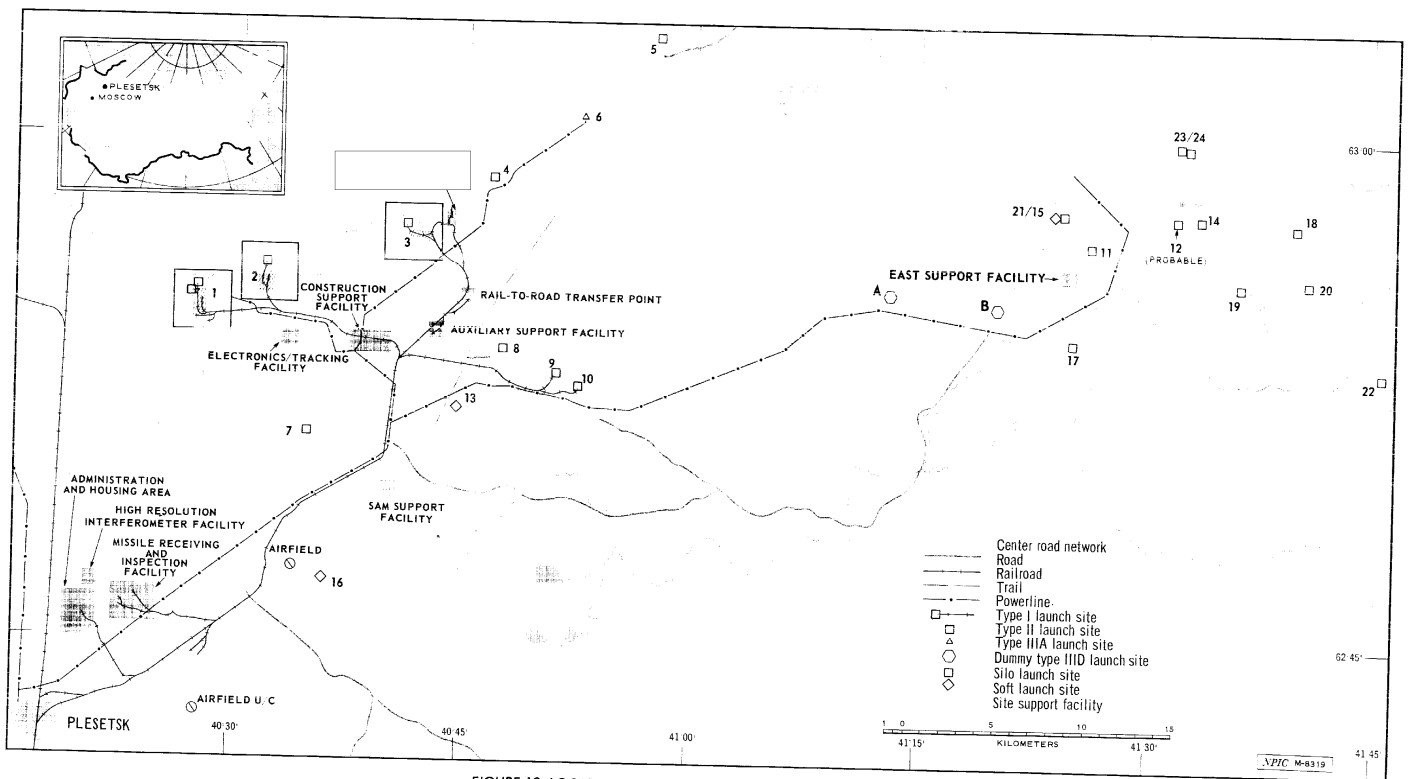 PLESETSK
MOSCOW
5
6
4
23/24
63°00'
3
21/15
14
18
12
(PROBABLE)
11
2
1
CONSTRUCTION
SUPPORT
FACILITY
EAST SUPPORT FACILITY
A
B
RAIL-TO-ROAD TRANSFER POINT
20
19
AUXILIARY SUPPORT FACILITY
ELECTRONICS/TRACKING
FACILITY
8
9
10
17
22
13
7
ADMINISTRATION
AND HOUSING AREA
HIGH RESOLUTION
INTERFEROMETER FACILITY
MISSILE RECEIVING
AND
INSPECTION
FACILITY
SAM SUPPORT
FACILITY
AIRFIELD
16
AIRFIELD U/C
PLESETSK
Center road network
Road
Railroad
Trail
Powerline
Type I launch site
Type II launch site
Type IIIA launch site
Dummy type IIID launch site
Silo launch site
Soft launch site
Site support facility
62°45'
1 0 5 10 15
KILOMETERS
40°30'
40°45'
41°00'
41°15'
41°30'
41°45'
NPIC M-8319